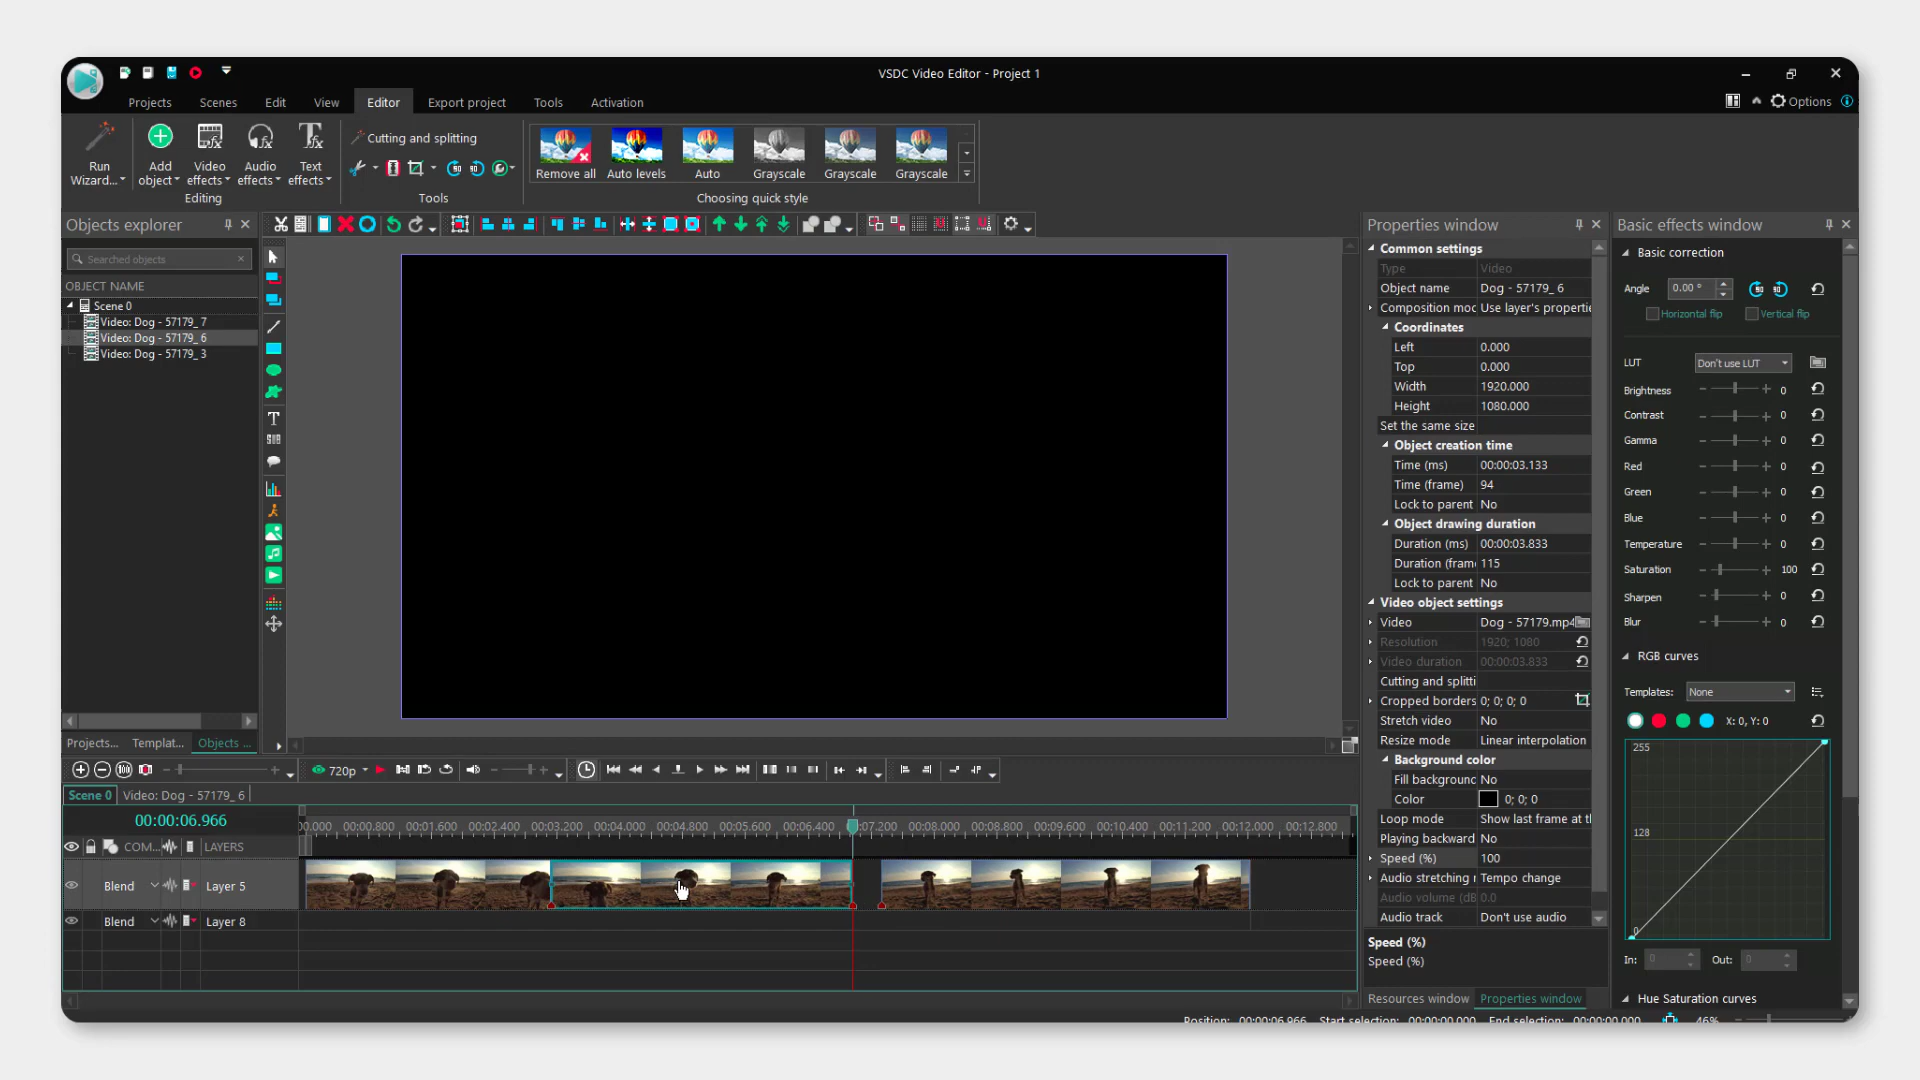 VSDC Video Editor - Project 1
Projects
Scenes
Edit
View
Editor
Export project
Tools
Activation
Options
Run
Wizard...
Add
object
Video
effects
Audio
effects
Text
effects
Editing
Cutting and splitting
Tools
Remove all
Auto levels
Auto
Grayscale
Grayscale
Grayscale
Choosing quick style
Objects explorer
Searched objects
OBJECT NAME
Scene 0
Video: Dog - 57179_ 7
Video: Dog - 57179_ 6
Video: Dog - 57179_ 3
Projects...
Templat...
Objects ...
Properties window
Common settings
Type Video
Object name Dog - 57179_ 6
Composition moc Use layer's propertie
Coordinates
Left 0.000
Top 0.000
Width 1920.000
Height 1080.000
Set the same size
Object creation time
Time (ms) 00:00:03.133
Time (frame) 94
Lock to parent No
Object drawing duration
Duration (ms) 00:00:03.833
Duration (fram 115
Lock to parent No
Video object settings
Video Dog - 57179.mp4
Resolution 1920; 1080
Video duration 00:00:03.833
Cutting and splitti
Cropped borders 0; 0; 0; 0
Stretch video No
Resize mode Linear interpolation
Background color
Fill background No
Color 0; 0; 0
Loop mode Show last frame at t
Playing backward No
Speed (%) 100
Audio stretching r Tempo change
Audio volume (dB 0.0
Audio track Don't use audio
Speed (%)
Speed (%)
Resources window
Properties window
Basic effects window
Basic correction
Angle 0.00 °
Horizontal flip
Vertical flip
LUT Don't use LUT
Brightness 0
Contrast 0
Gamma 0
Red 0
Green 0
Blue 0
Temperature 0
Saturation 100
Sharpen 0
Blur 0
RGB curves
Templates: None
X: 0, Y: 0
255
128
0
In: 0 Out: 0
Hue Saturation curves
720p
Scene 0
Video: Dog - 57179_ 6
00:00:06.966
00.000 00:00.800 00:01.600 00:02.400 00:03.200 00:04.000 00:04.800 00:05.600 00:06.400 07.200 00:08.000 00:08.800 00:09.600 00:10.400 00:11.200 00:12.000 00:12.800
COM...
LAYERS
Blend
Layer 5
Blend
Layer 8
Position: 00:00:06.966 Start selection: 00:00:00.000 End selection: 00:00:00.000 46%